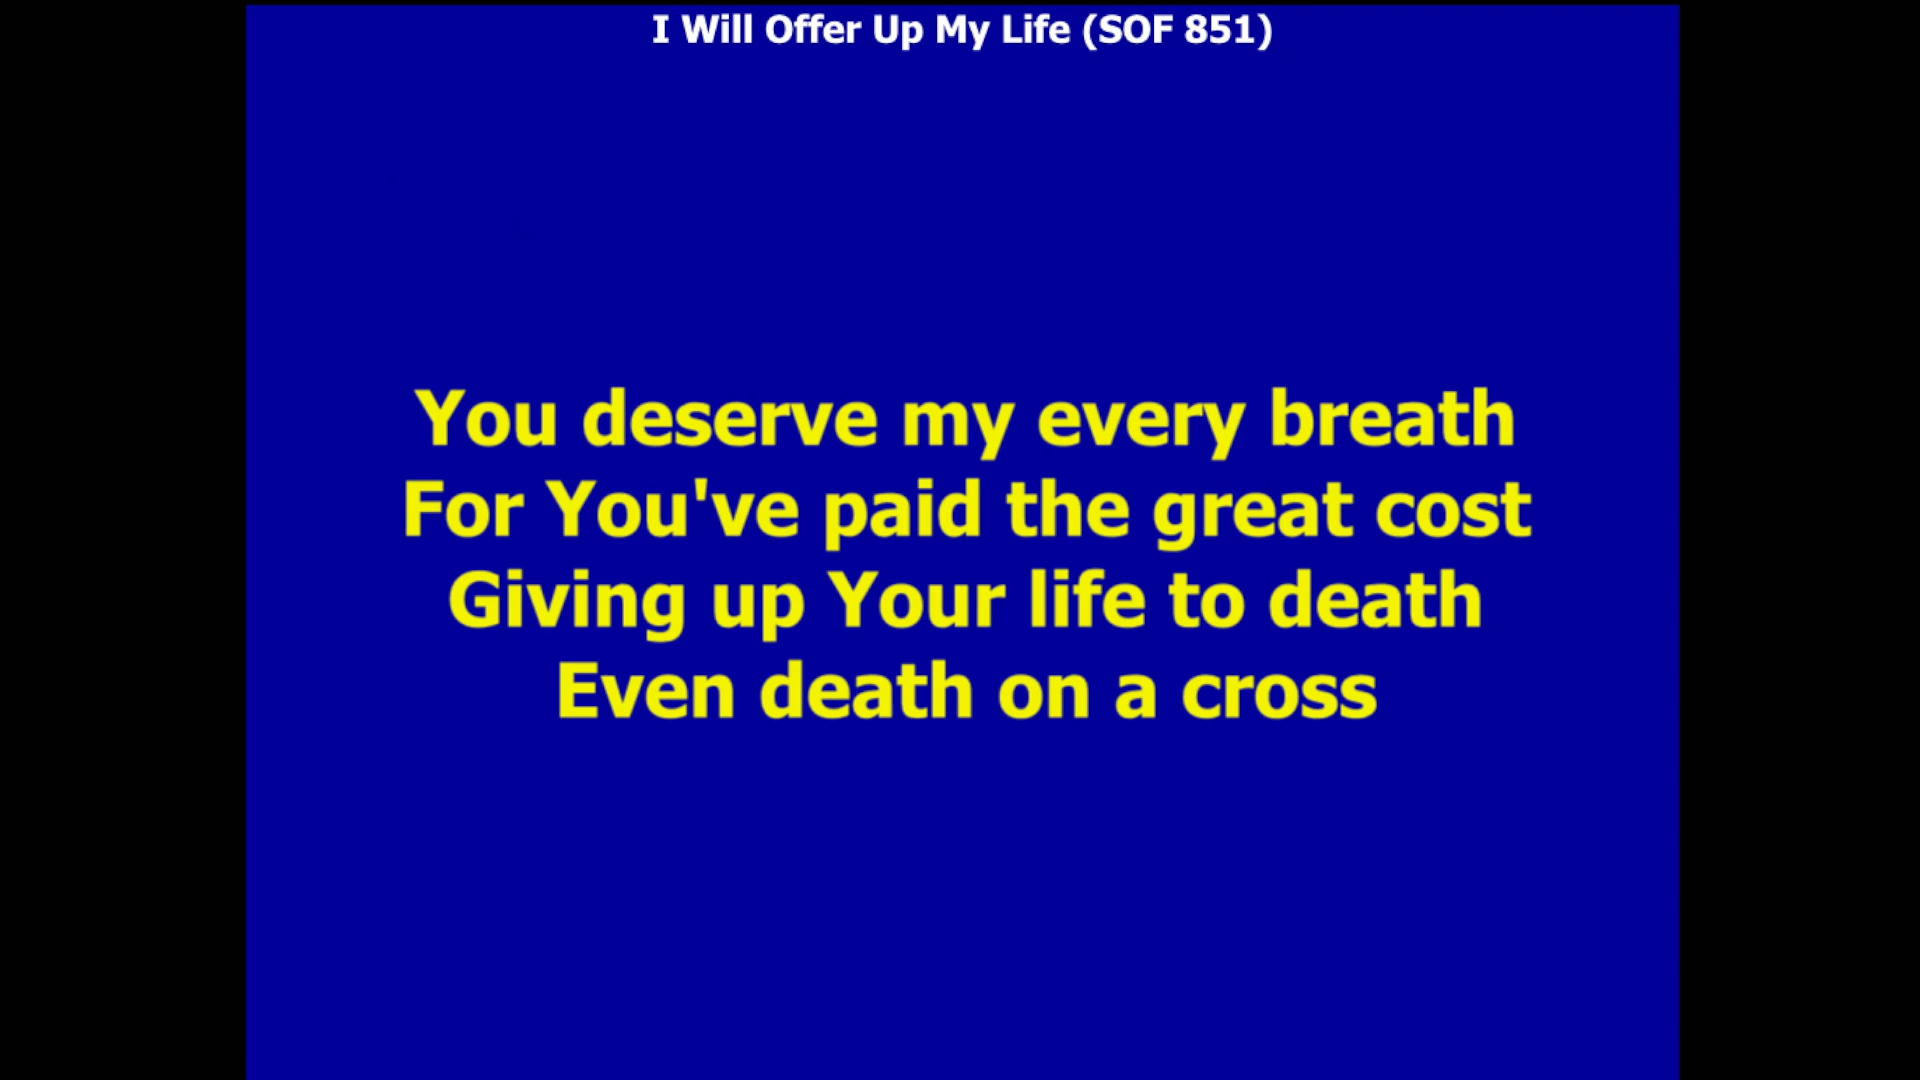 I Will Offer Up My Life (SOF 851)
You deserve my every breath
For You've paid the great cost
Giving up Your life to death
Even death on a cross